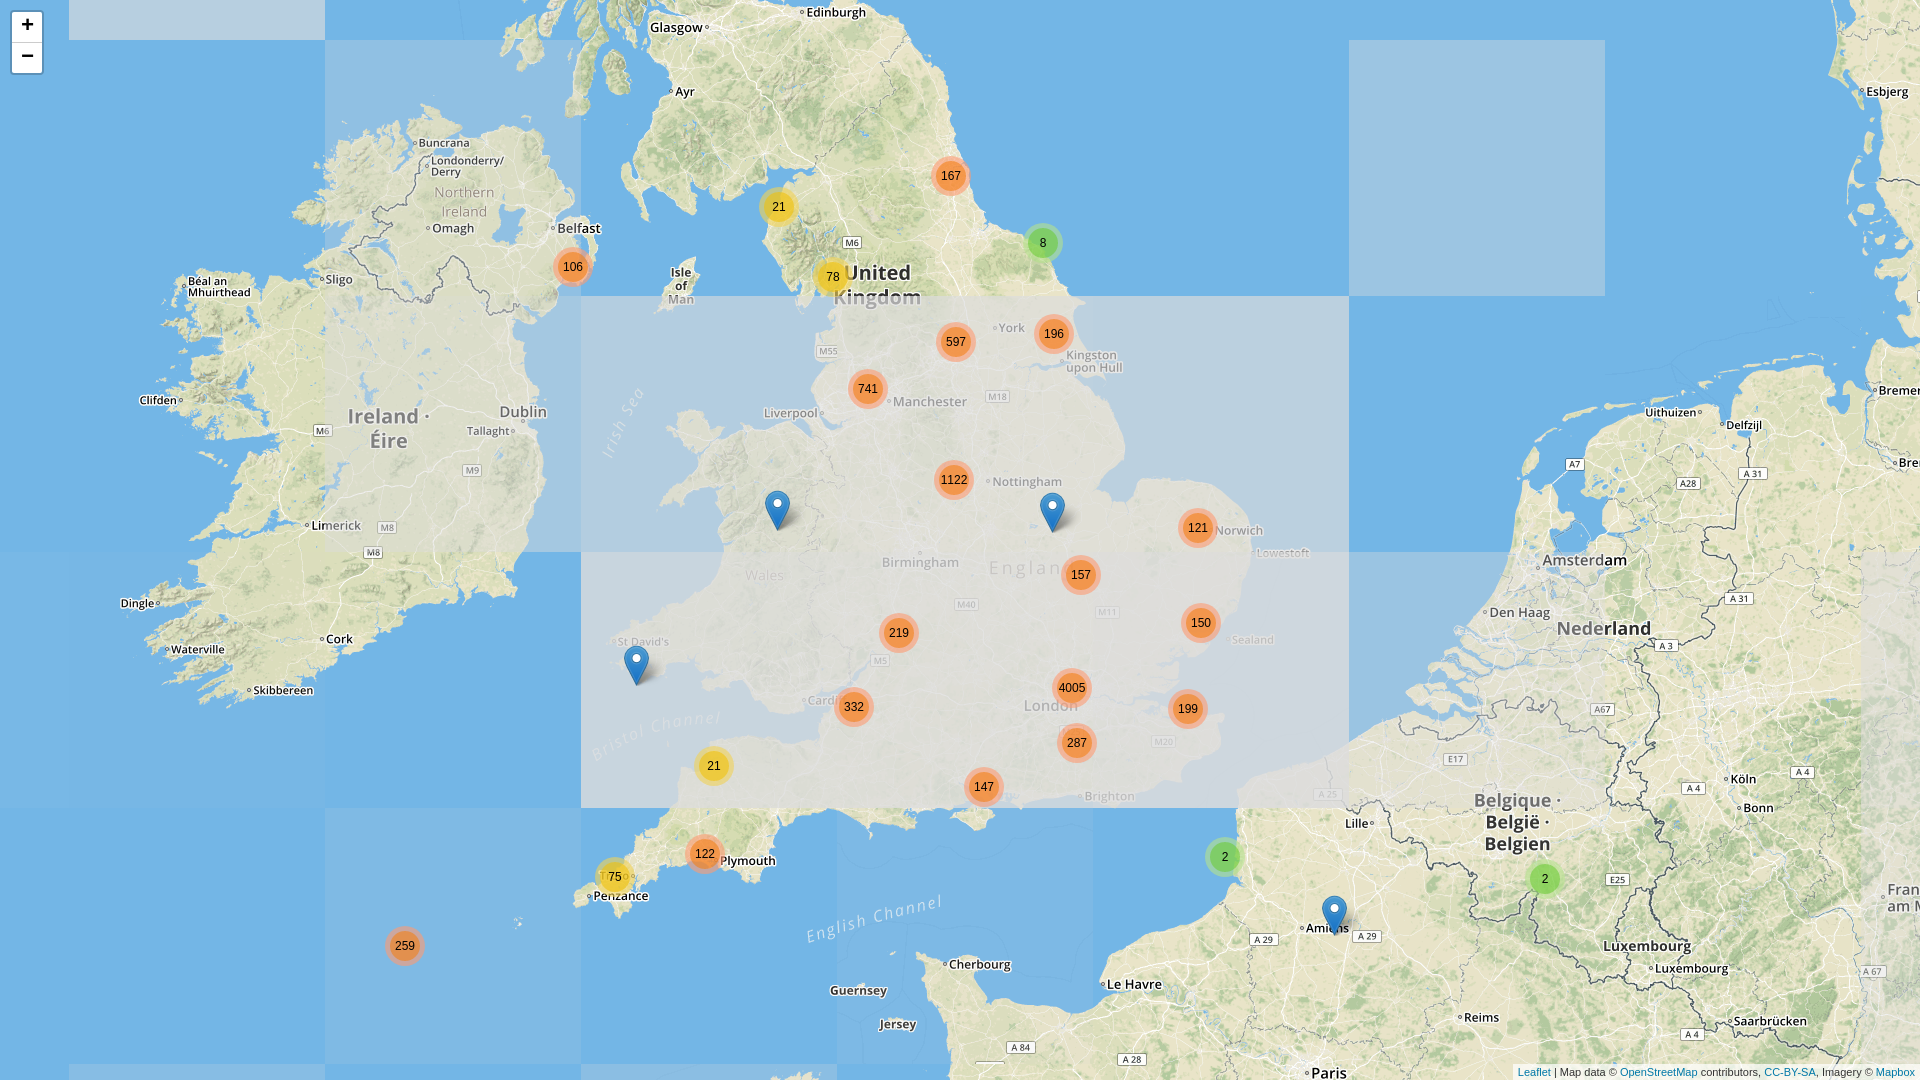 +
−
Edinburgh
Glasgow
Ayr
Esbjerg
Buncrana
Londonderry/
Derry
167
Northern
Ireland
21
Omagh
Belfast
M6
8
106
78
United
Kingdom
Isle
of
Man
Sligo
Béal an
Mhuirthead
597
York
196
M55
Kingston
upon Hull
741
Manchester
M18
Liverpool
Irish Sea
Clifden
Ireland ·
Éire
Dublin
Tallaght
M6
M9
Uithuizen
Delfzijl
A7
A 31
A28
1122
Nottingham
Limerick
M8
M8
121
Norwich
Lowestoft
Birmingham
Wales
157
Amsterdam
M40
M11
A 31
Dingle
Den Haag
219
150
Nederland
Cork
St David's
Sealand
A 3
Waterville
M5
Skibbereen
4005
London
332
199
A67
Bristol Channel
287
M20
E17
21
147
Brighton
A 25
Köln
A 4
A 4
Bonn
Belgique ·
België ·
Belgien
Lille
122
Plymouth
2
75
Penzance
2
E25
English Channel
259
Amiens
A 29
A 29
Luxembourg
Luxembourg
Cherbourg
A 67
Le Havre
Guernsey
Jersey
Reims
Saarbrücken
A 4
A 84
A 28
Paris
Leaflet | Map data © OpenStreetMap contributors, CC-BY-SA, Imagery © Mapbox